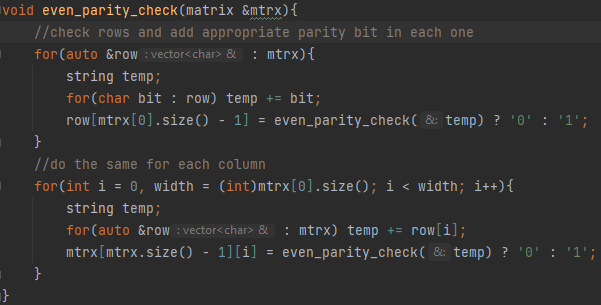 void even_parity_check(matrix &mtrx){
    //check rows and add appropriate parity bit in each one
    for(auto &row: vector<char> & : mtrx){
        string temp;
        for(char bit : row) temp += bit;
        row[mtrx[0].size() - 1] = even_parity_check(&: temp) ? '0' : '1';
    }
    //do the same for each column
    for(int i = 0, width = (int)mtrx[0].size(); i < width; i++){
        string temp;
        for(auto &row: vector<char> & : mtrx) temp += row[i];
        mtrx[mtrx.size() - 1][i] = even_parity_check(&: temp) ? '0' : '1';
    }
}